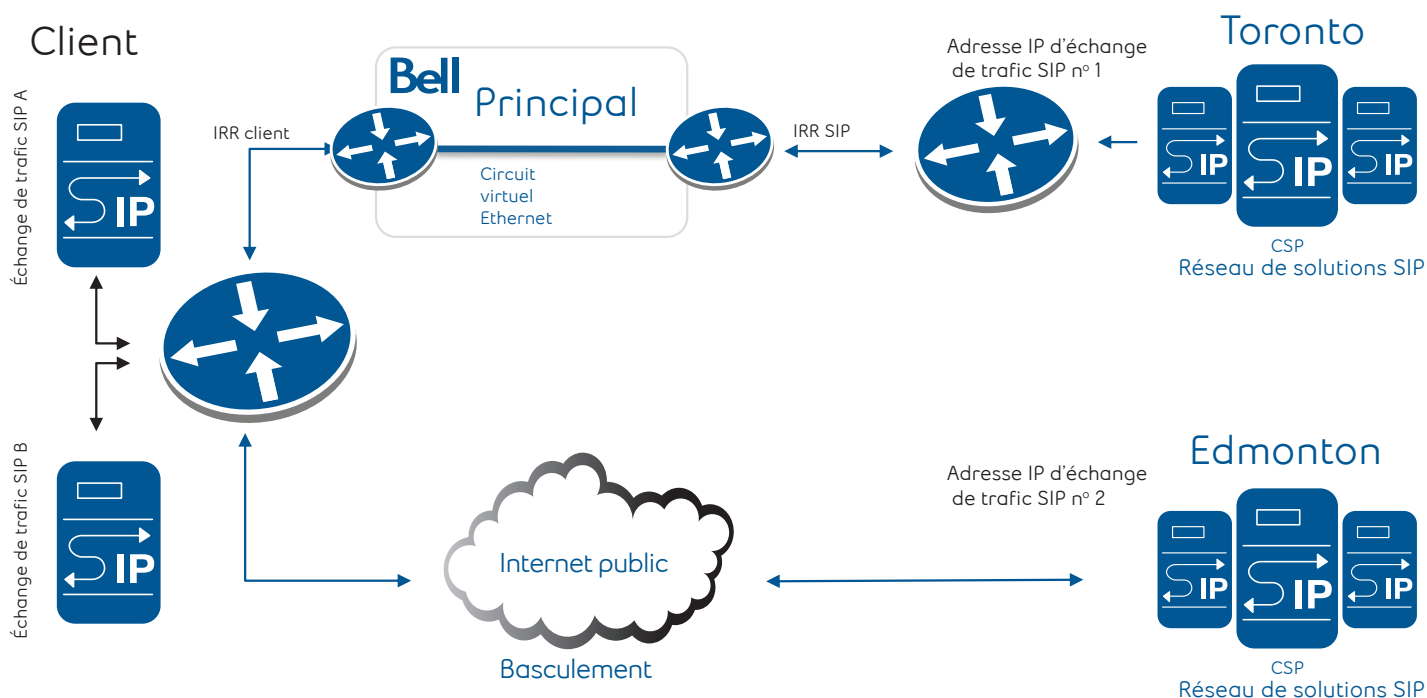 Client
Échange de trafic SIP A
IP
IRR client
Bell
Principal
Circuit
virtuel
Ethernet
IRR SIP
Adresse IP d'échange
de trafic SIP nº 1
Toronto
IP
IP
IP
CSP
Réseau de solutions SIP
Échange de trafic SIP B
IP
Internet public
Basculement
Adresse IP d'échange
de trafic SIP nº 2
Edmonton
IP
IP
IP
CSP
Réseau de solutions SIP